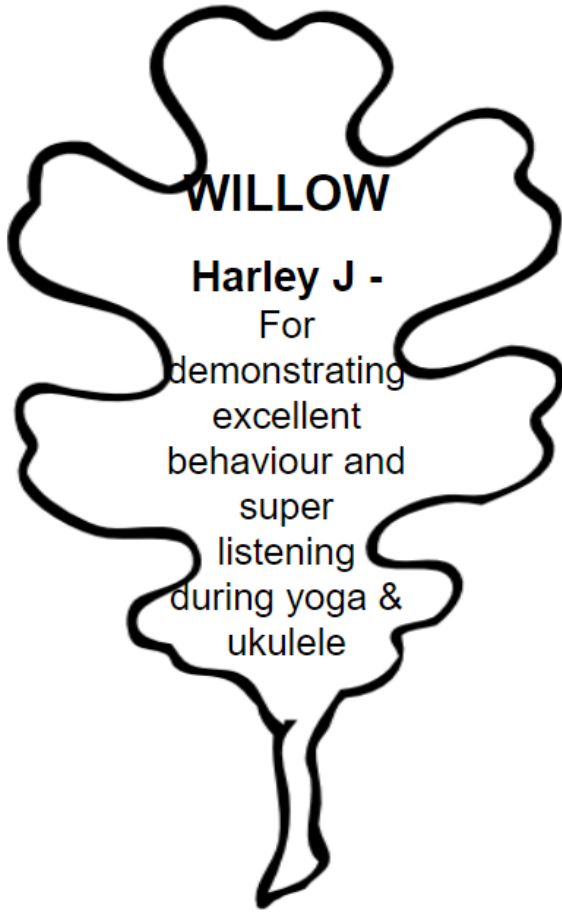 WILLOW
Harley J -
For
demonstrating
excellent
behaviour and
super
listening
during yoga &
ukulele